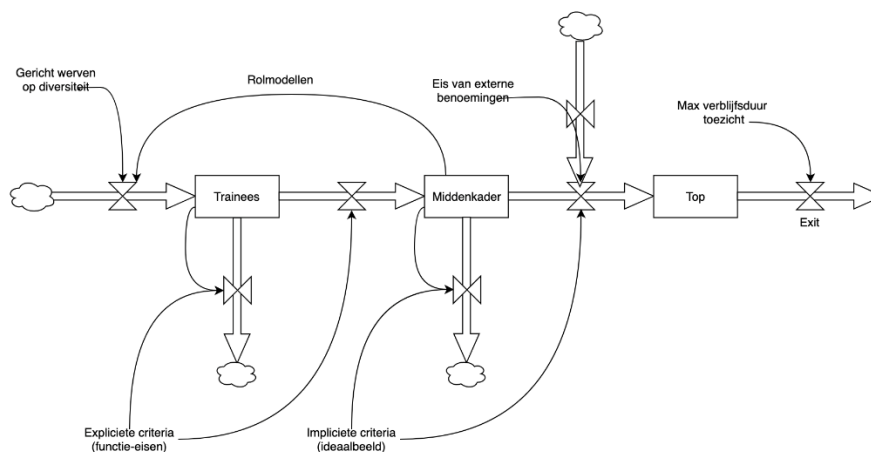 Gericht werven
op diversiteit
Rolmodellen
Eis van externe
benoemingen
Max verblijfsduur
toezicht
Trainees
Middenkader
Top
Exit
Expliciete criteria
(functie-eisen)
Impliciete criteria
(ideaalbeeld)